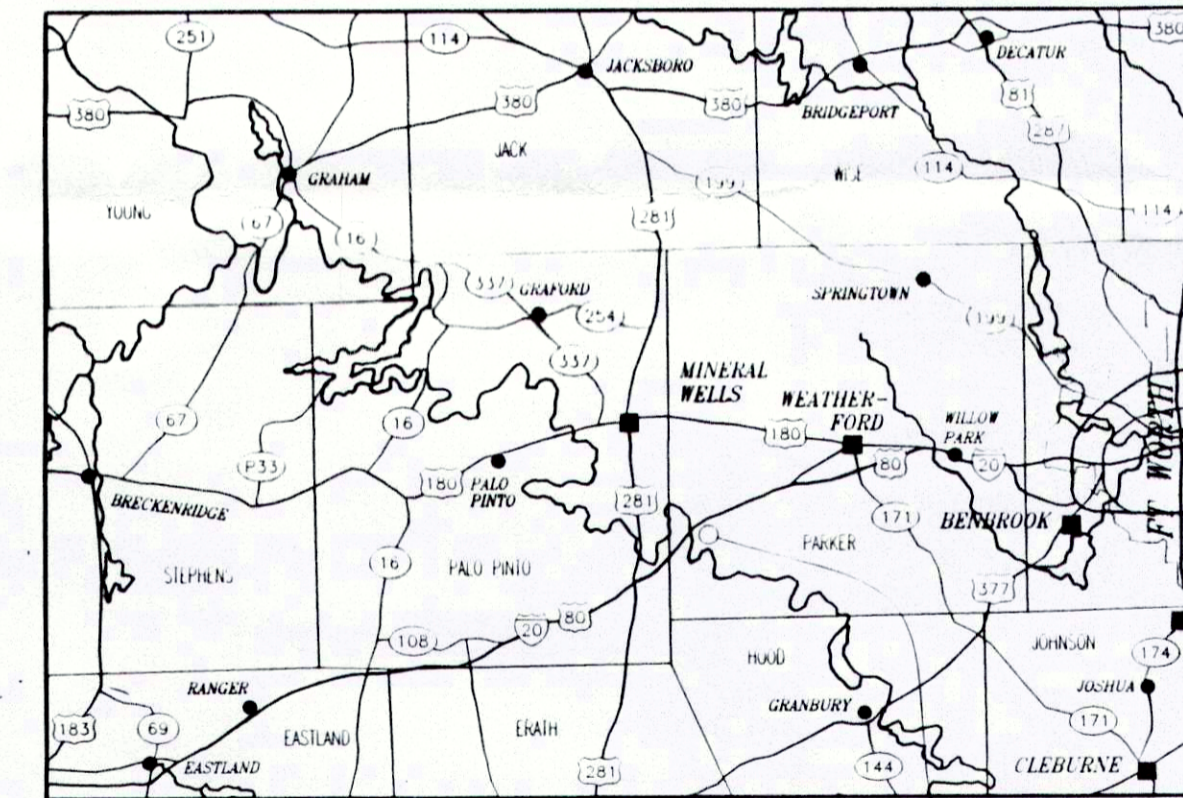 251
114
380
JACKSBORO
DECATUR
380
380
380
81
BRIDGEPORT
287
JACK
GRAHAM
199
114
YOUNG
67
16
281
114
337
GRAFORD
SPRINGTOWN
254
199
337
MINERAL
WELLS
WEATHER-
FORD
WILLOW
PARK
67
16
180
80
20
FT WORTH
P33
180
PALO
PINTO
281
BRECKENRIDGE
171
BENBROOK
PARKER
STEPHENS
16
PALO PINTO
377
20
80
108
HOOD
JOHNSON
174
RANGER
GRANBURY
JOSHUA
183
69
EASTLAND
ERATH
171
EASTLAND
281
144
CLEBURNE